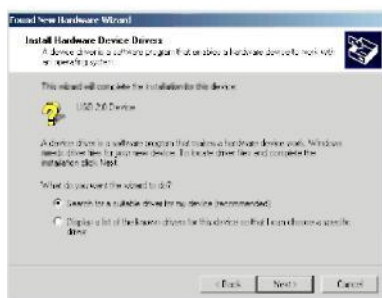 Found New Hardware Wizard
Install Hardware Device Drivers
A device driver is a software program that enables a hardware device to work with
an operating system.
This wizard will complete the installation for this device:
USB 2.0 Device
A device driver is a software program that makes a hardware device work. Windows
needs driver files for your new device. To locate driver files and complete the
installation click Next.
What do you want the wizard to do?
Search for a suitable driver for my device (recommended)
Display a list of the known drivers for this device so that I can choose a specific
driver
< Back
Next >
Cancel